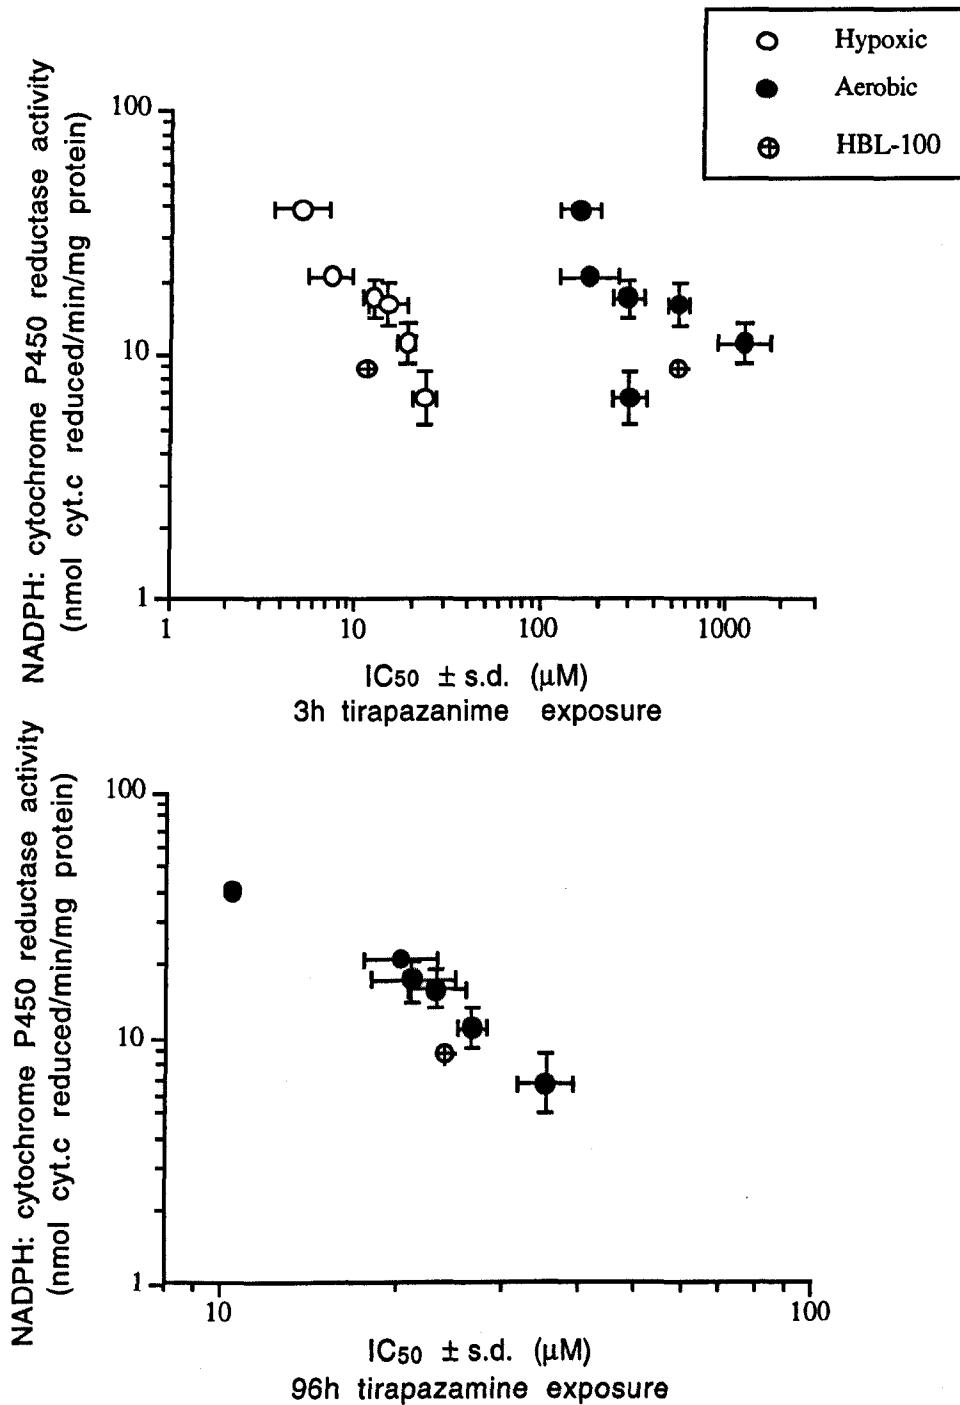 Hypoxic
Aerobic
HBL-100
NADPH: cytochrome P450 reductase activity
(nmol cyt.c reduced/min/mg protein)
100
10
1
1 10 100 1000
IC50 ± s.d. (μM)
3h tirapazanime exposure
NADPH: cytochrome P450 reductase activity
(nmol cyt.c reduced/min/mg protein)
100
10
1
10 100
IC50 ± s.d. (μM)
96h tirapazamine exposure